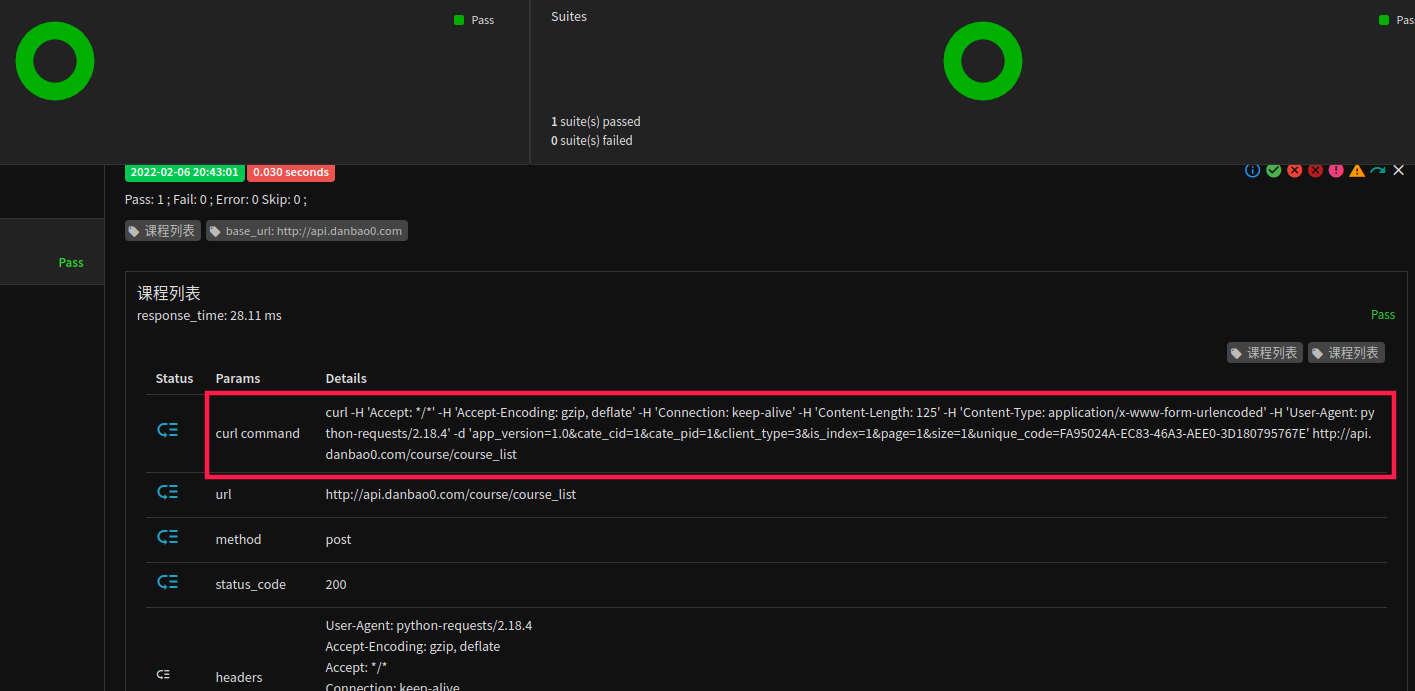 Pass
Suites
Pas
1 suite(s) passed
0 suite(s) failed
2022-02-06 20:43:01 0.030 seconds
Pass: 1 ; Fail: 0 ; Error: 0 Skip: 0 ;
课程列表 base_url: http://api.danbao0.com
Pass
课程列表
response_time: 28.11 ms
Pass
课程列表 课程列表
Status Params Details
curl command
curl -H 'Accept: */*' -H 'Accept-Encoding: gzip, deflate' -H 'Connection: keep-alive' -H 'Content-Length: 125' -H 'Content-Type: application/x-www-form-urlencoded' -H 'User-Agent: py
thon-requests/2.18.4' -d 'app_version=1.0&cate_cid=1&cate_pid=1&client_type=3&is_index=1&page=1&size=1&unique_code=FA95024A-EC83-46A3-AEE0-3D180795767E' http://api.
danbao0.com/course/course_list
url http://api.danbao0.com/course/course_list
method post
status_code 200
headers
User-Agent: python-requests/2.18.4
Accept-Encoding: gzip, deflate
Accept: */*
Connection: keep-alive